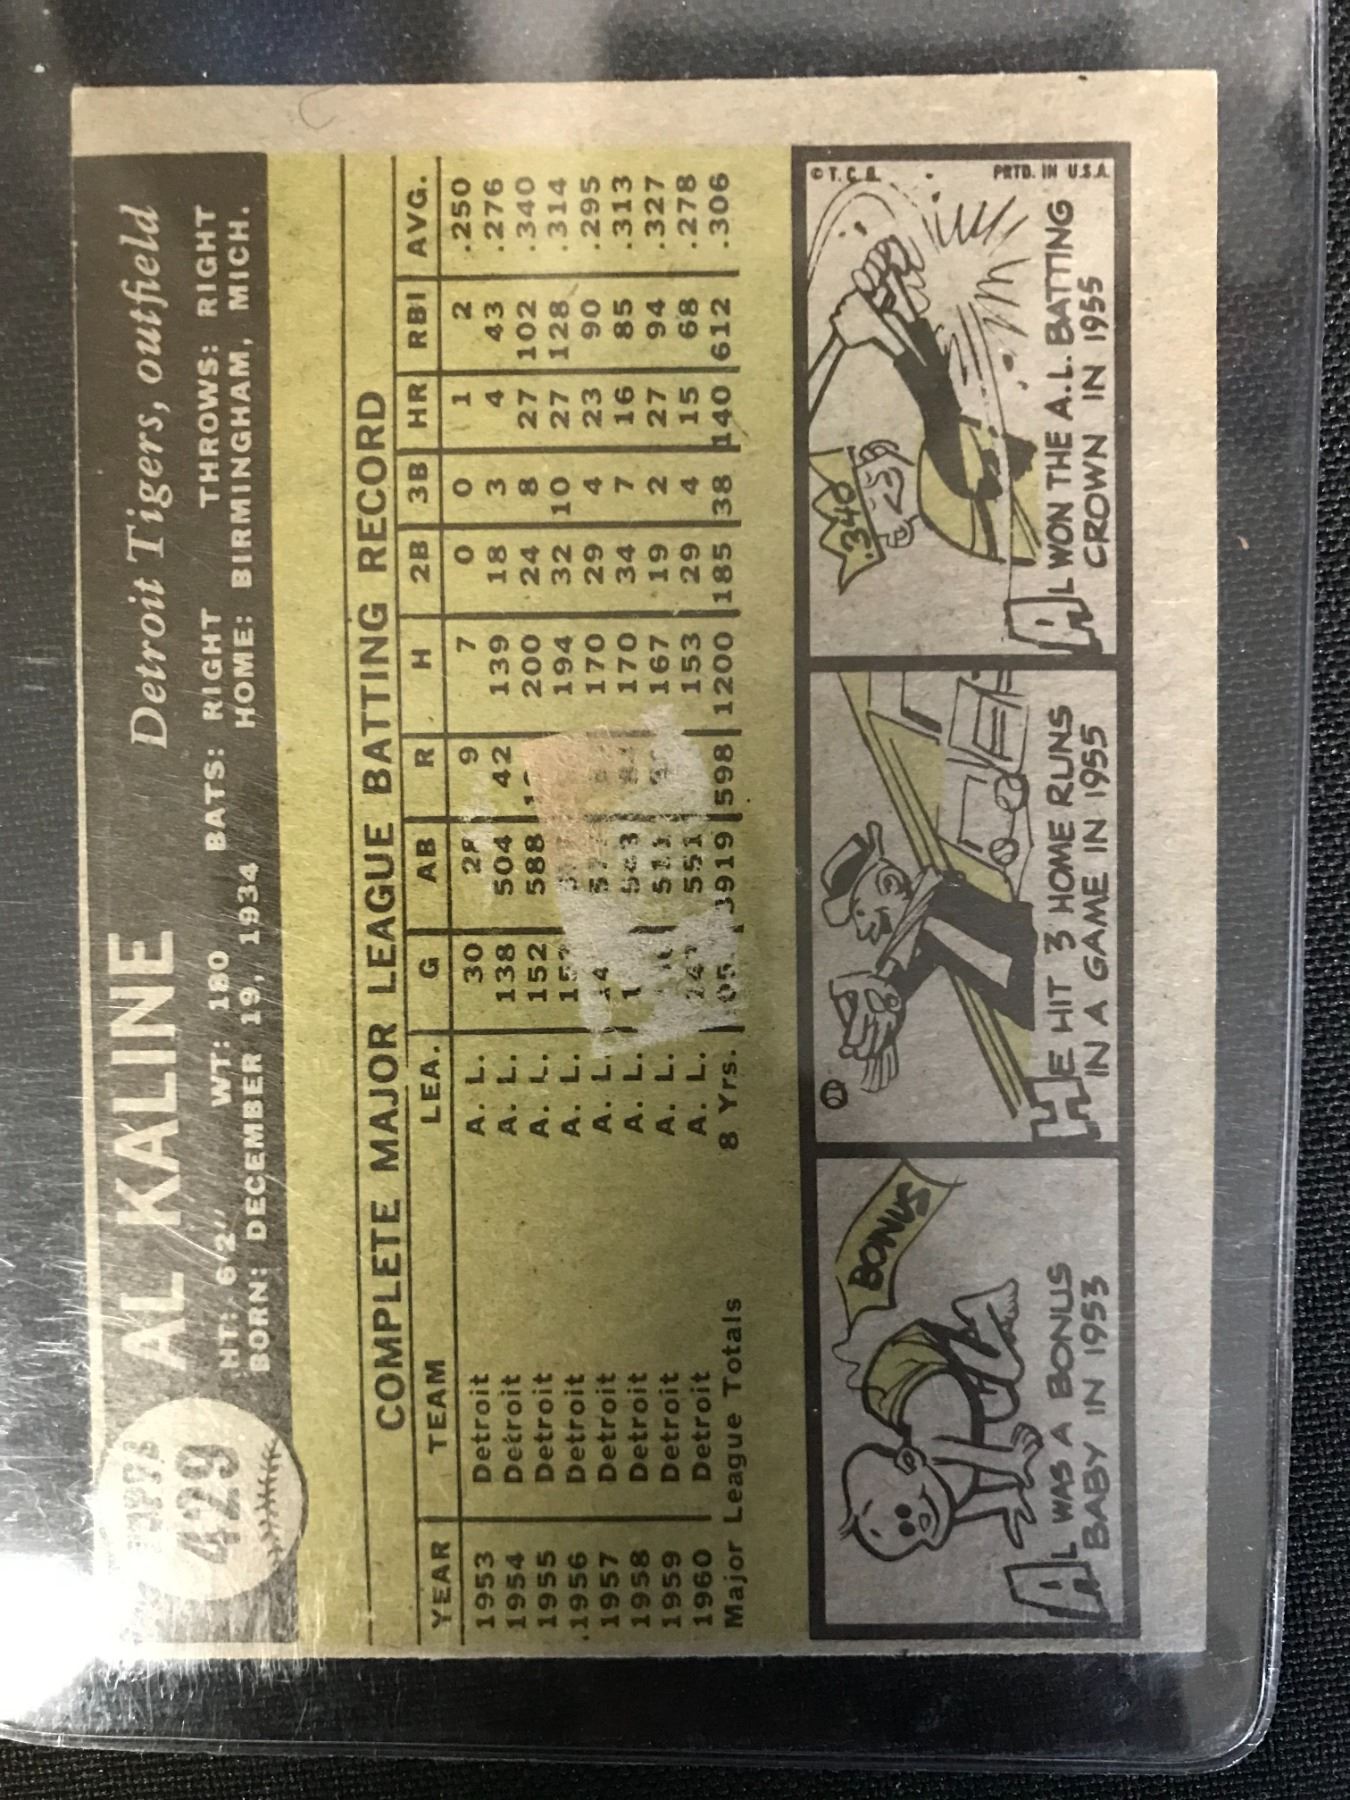 TOPPS
429
AL KALINE Detroit Tigers, outfield
HT: 6'2" WT: 180 BATS: RIGHT THROWS: RIGHT
BORN: DECEMBER 19, 1934 HOME: BIRMINGHAM, MICH.
COMPLETE MAJOR LEAGUE BATTING RECORD
YEAR TEAM LEA. G AB R H 2B 3B HR RBI AVG.
1953 Detroit A. L. 30 9 7 0 0 1 2 .250
1954 Detroit A. L. 138 504 42 139 18 3 4 43 .276
1955 Detroit A. L. 152 588 200 24 8 27 102 .340
1956 Detroit A. L. 194 32 10 27 128 .314
1957 Detroit A. L. 170 29 4 23 90 .295
1958 Detroit A. L. 543 170 34 7 16 85 .313
1959 Detroit A. L. 511 167 19 2 27 94 .327
1960 Detroit A. L. 551 153 29 4 15 68 .278
Major League Totals 8 Yrs. 3919 598 1200 185 38 140 612 .306
BONUS
AL WAS A BONUS
BABY IN 1953
HE HIT 3 HOME RUNS
IN A GAME IN 1955
© T.C.G. PRTD. IN U.S.A.
.340
AL WON THE A.L. BATTING
CROWN IN 1955